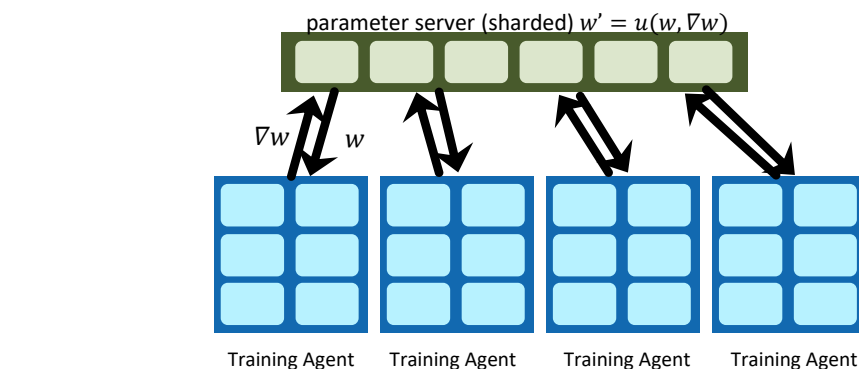 parameter server (sharded) 𝑤’ = 𝑢(𝑤, 𝛻𝑤)
𝛻𝑤 𝑤
Training Agent Training Agent Training Agent Training Agent